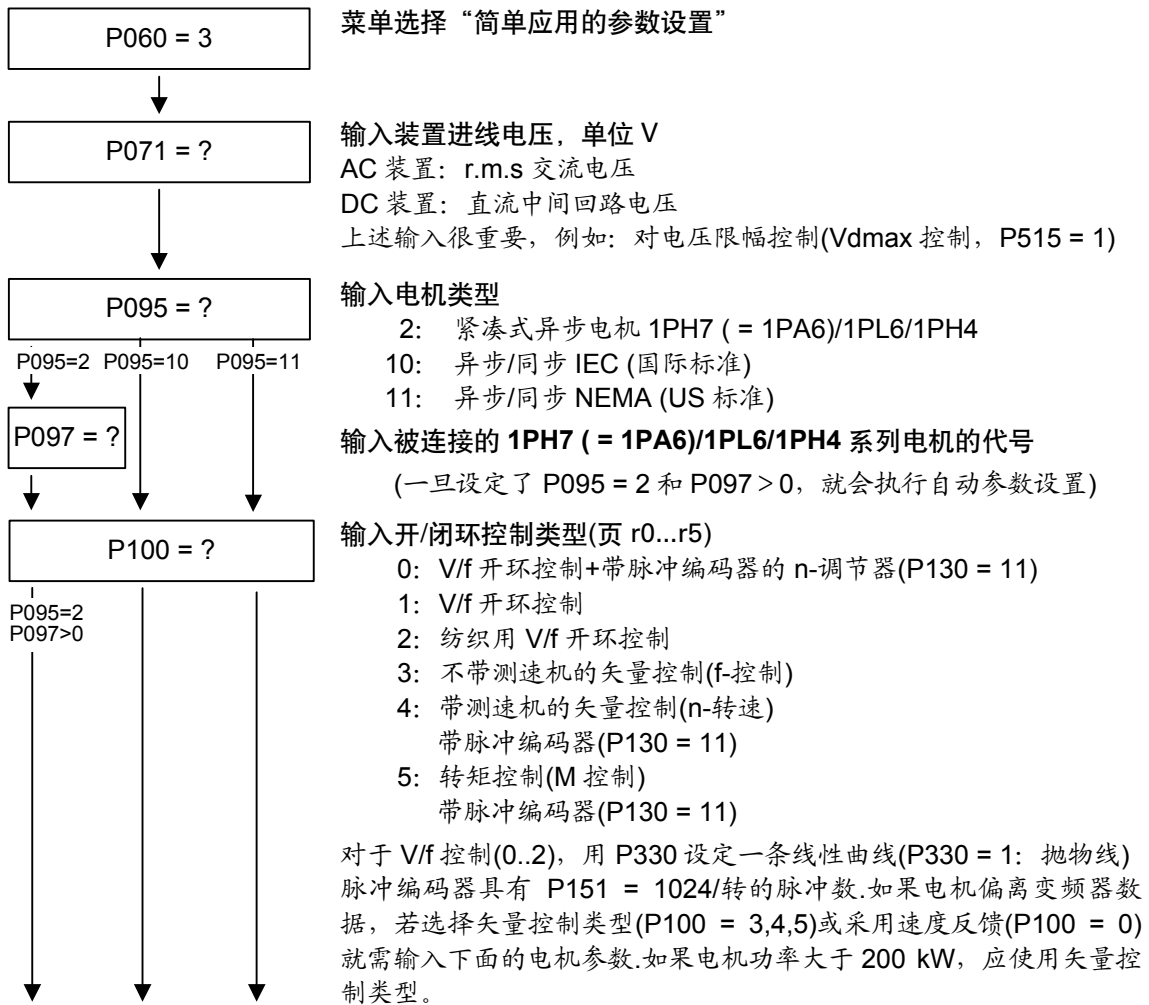 P060 = 3
菜单选择“简单应用的参数设置”
P071 = ?
输入装置进线电压，单位 V
AC 装置：r.m.s 交流电压
DC 装置：直流中间回路电压
上述输入很重要，例如：对电压限幅控制(Vdmax 控制，P515 = 1)
P095 = ?
输入电机类型
2： 紧凑式异步电机 1PH7 ( = 1PA6)/1PL6/1PH4
10： 异步/同步 IEC (国际标准)
11： 异步/同步 NEMA (US 标准)
P095=2 P095=10 P095=11
P097 = ?
输入被连接的 1PH7 ( = 1PA6)/1PL6/1PH4 系列电机的代号
(一旦设定了 P095 = 2 和 P097＞0，就会执行自动参数设置)
P100 = ?
输入开/闭环控制类型(页 r0...r5)
0：V/f 开环控制+带脉冲编码器的 n-调节器(P130 = 11)
1：V/f 开环控制
2：纺织用 V/f 开环控制
3：不带测速机的矢量控制(f-控制)
4：带测速机的矢量控制(n-转速)
带脉冲编码器(P130 = 11)
5：转矩控制(M 控制)
带脉冲编码器(P130 = 11)
P095=2
P097>0
对于 V/f 控制(0..2)，用 P330 设定一条线性曲线(P330 = 1：抛物线)
脉冲编码器具有 P151 = 1024/转的脉冲数.如果电机偏离变频器数
据，若选择矢量控制类型(P100 = 3,4,5)或采用速度反馈(P100 = 0)
就需输入下面的电机参数.如果电机功率大于 200 kW，应使用矢量控
制类型。